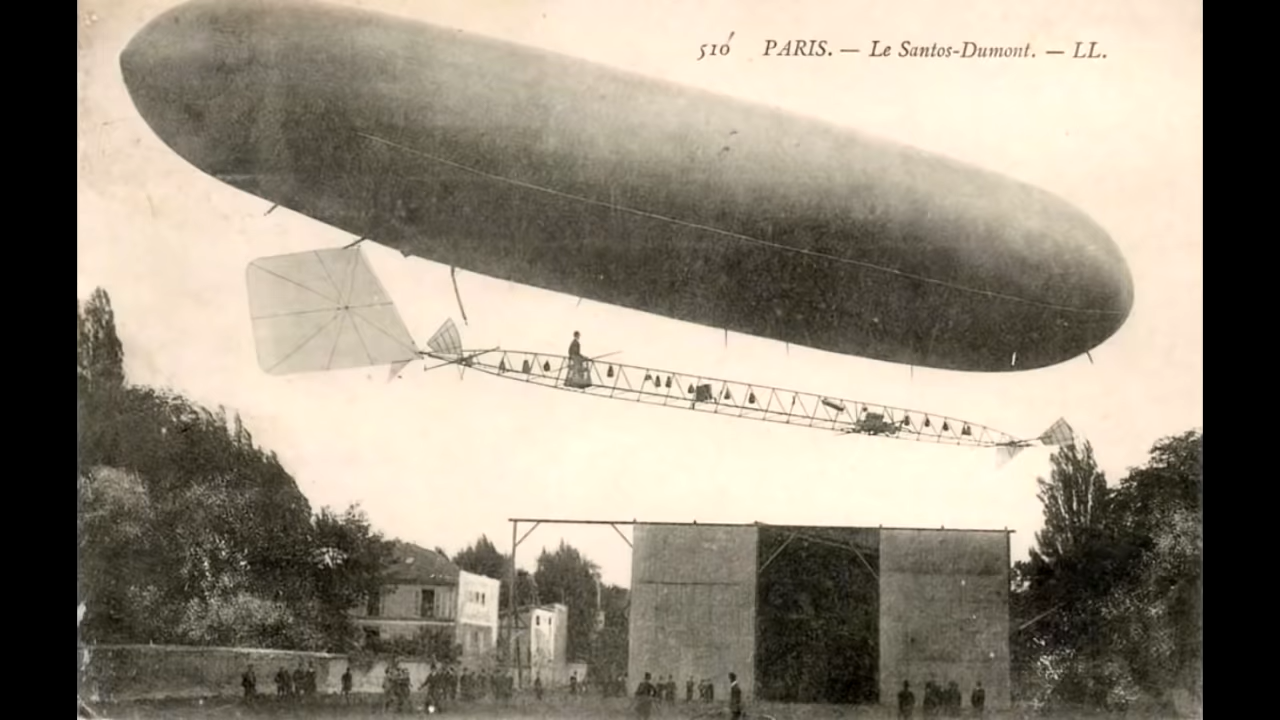 510 PARIS. — Le Santos-Dumont. — LL.